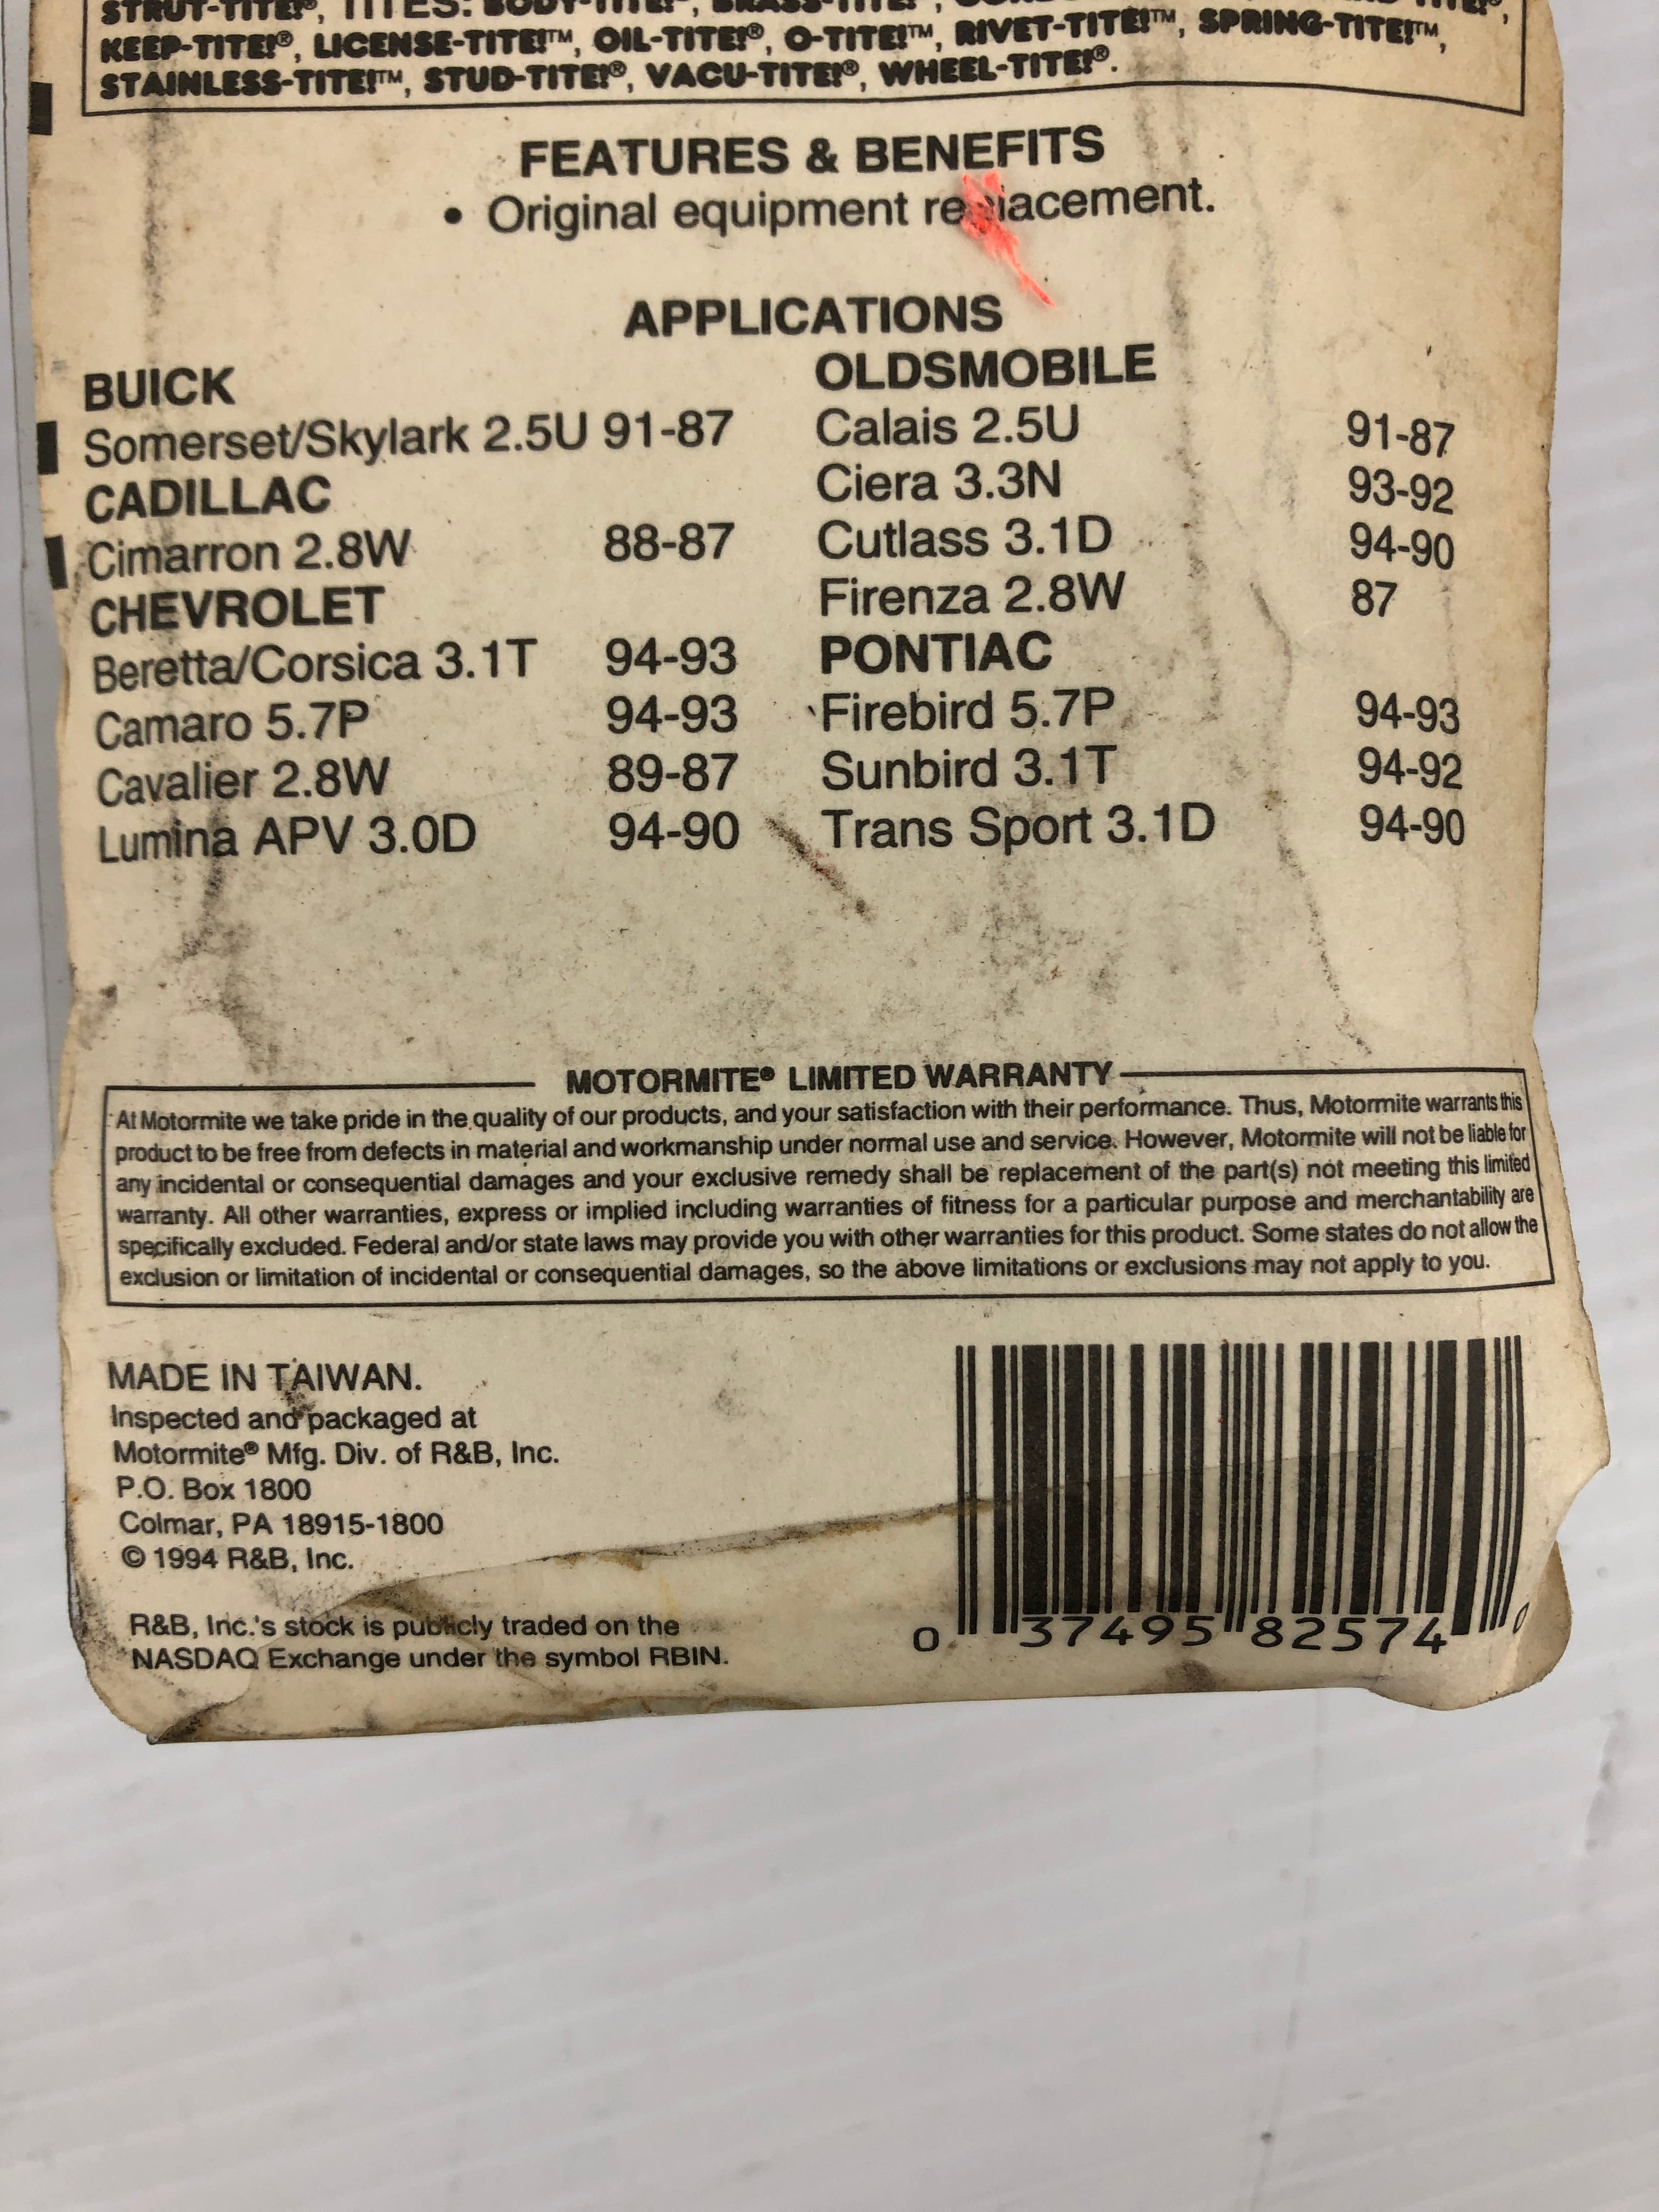 STRUT-TITE!®, TITES: BODY-TITE!®, BRASS-TITE!®,
KEEP-TITE!®, LICENSE-TITE!™, OIL-TITE!®, O-TITE!™, RIVET-TITE!™, SPRING-TITE!™,
STAINLESS-TITE!™, STUD-TITE!®, VACU-TITE!®, WHEEL-TITE!®.
FEATURES & BENEFITS
• Original equipment replacement.
APPLICATIONS
BUICK
Somerset/Skylark 2.5U 91-87
CADILLAC
Cimarron 2.8W 88-87
CHEVROLET
Beretta/Corsica 3.1T 94-93
Camaro 5.7P 94-93
Cavalier 2.8W 89-87
Lumina APV 3.0D 94-90
OLDSMOBILE
Calais 2.5U 91-87
Ciera 3.3N 93-92
Cutlass 3.1D 94-90
Firenza 2.8W 87
PONTIAC
Firebird 5.7P 94-93
Sunbird 3.1T 94-92
Trans Sport 3.1D 94-90
MOTORMITE® LIMITED WARRANTY
At Motormite we take pride in the quality of our products, and your satisfaction with their performance. Thus, Motormite warrants this
product to be free from defects in material and workmanship under normal use and service. However, Motormite will not be liable for
any incidental or consequential damages and your exclusive remedy shall be replacement of the part(s) not meeting this limited
warranty. All other warranties, express or implied including warranties of fitness for a particular purpose and merchantability are
specifically excluded. Federal and/or state laws may provide you with other warranties for this product. Some states do not allow the
exclusion or limitation of incidental or consequential damages, so the above limitations or exclusions may not apply to you.
MADE IN TAIWAN.
Inspected and packaged at
Motormite® Mfg. Div. of R&B, Inc.
P.O. Box 1800
Colmar, PA 18915-1800
© 1994 R&B, Inc.
R&B, Inc.'s stock is publicly traded on the
NASDAQ Exchange under the symbol RBIN.
0 37495 82574 0